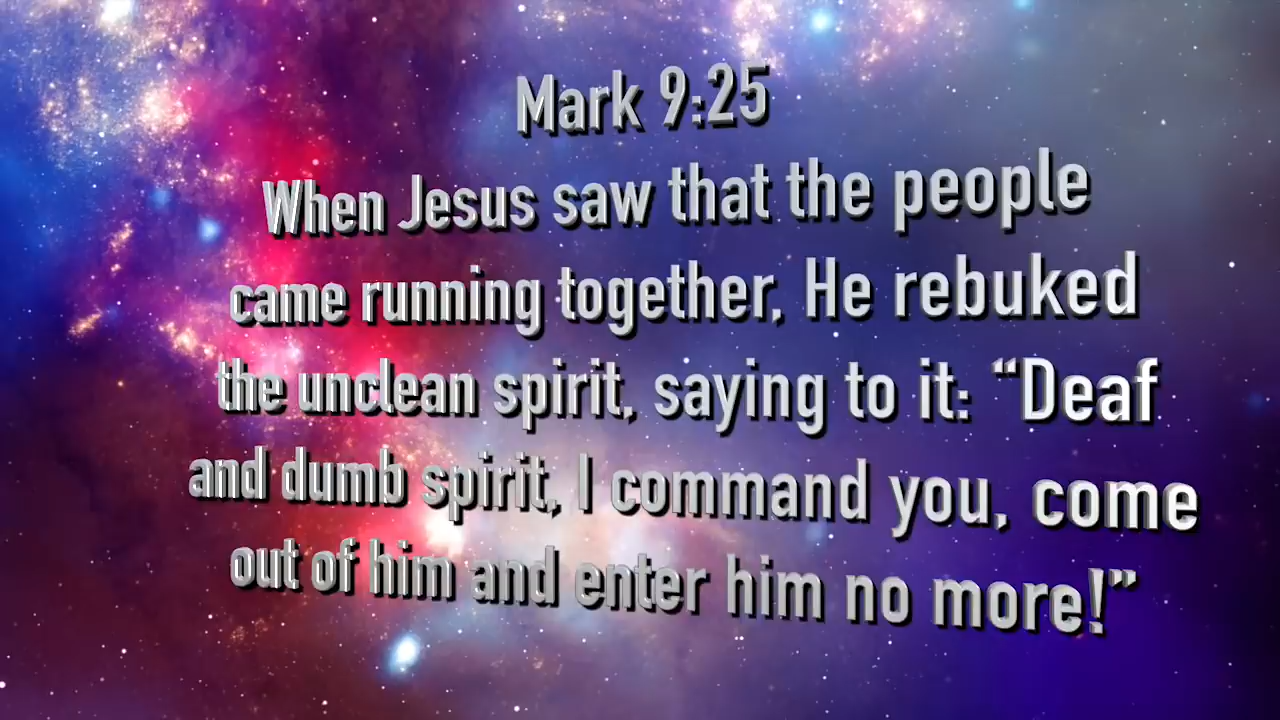 Mark 9:25
When Jesus saw that the people
came running together, He rebuked
the unclean spirit, saying to it: “Deaf
and dumb spirit, I command you, come
out of him and enter him no more!”